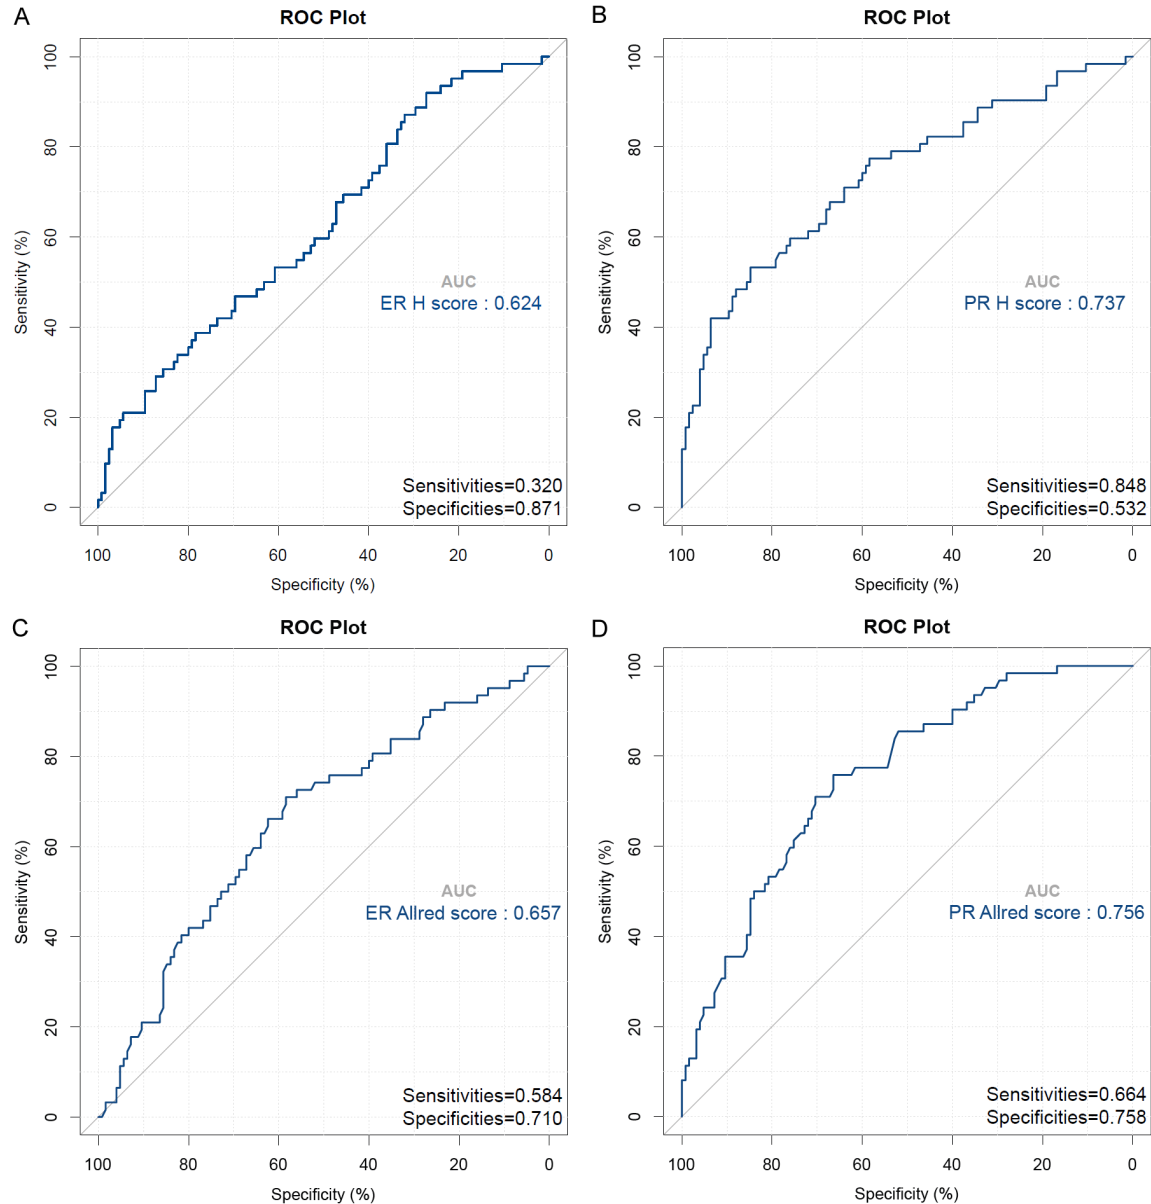 A
ROC Plot
Sensitivity (%)
100
80
60
40
20
0
AUC
ER H score : 0.624
Sensitivities=0.320
Specificities=0.871
100
80
60
40
20
0
Specificity (%)
B
ROC Plot
Sensitivity (%)
100
80
60
40
20
0
AUC
PR H score : 0.737
Sensitivities=0.848
Specificities=0.532
100
80
60
40
20
0
Specificity (%)
C
ROC Plot
Sensitivity (%)
100
80
60
40
20
0
AUC
ER Allred score : 0.657
Sensitivities=0.584
Specificities=0.710
100
80
60
40
20
0
Specificity (%)
D
ROC Plot
Sensitivity (%)
100
80
60
40
20
0
AUC
PR Allred score : 0.756
Sensitivities=0.664
Specificities=0.758
100
80
60
40
20
0
Specificity (%)